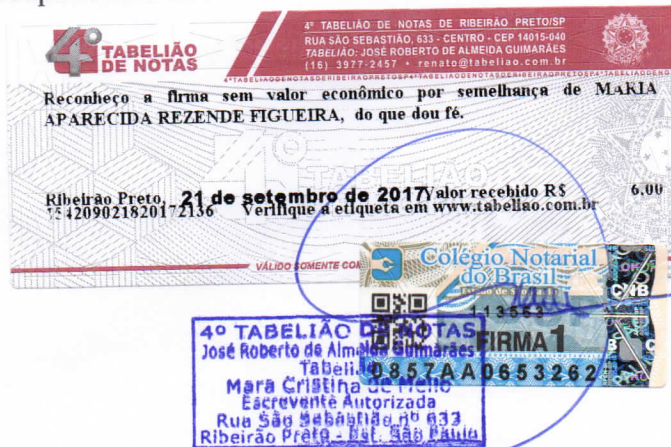 4º TABELIÃO
DE NOTAS
4º TABELIÃO DE NOTAS DE RIBEIRÃO PRETO/SP
RUA SÃO SEBASTIÃO, 633 - CENTRO - CEP 14015-040
TABELIÃO: JOSÉ ROBERTO DE ALMEIDA GUIMARÃES
(16) 3977-2457 • renato@tabeliao.com.br
Reconheço a firma sem valor econômico por semelhança de MARIA
APARECIDA REZENDE FIGUEIRA, do que dou fé.
4º TABELIÃO
Ribeirão Preto, 21 de setembro de 2017 Valor recebido R$ 6.00
Verifique a etiqueta em www.tabeliao.com.br
VÁLIDO SOMENTE COM
Colégio Notarial
do Brasil
113563
FIRMA 1
0857AA0653262
CNB
4º TABELIÃO DE NOTAS
José Roberto de Almeida Guimarães
Tabelião
Mara Cristina de Mello
Escrevente Autorizada
Rua São Sebastião nº 633
Ribeirão Preto - Est. São Paulo